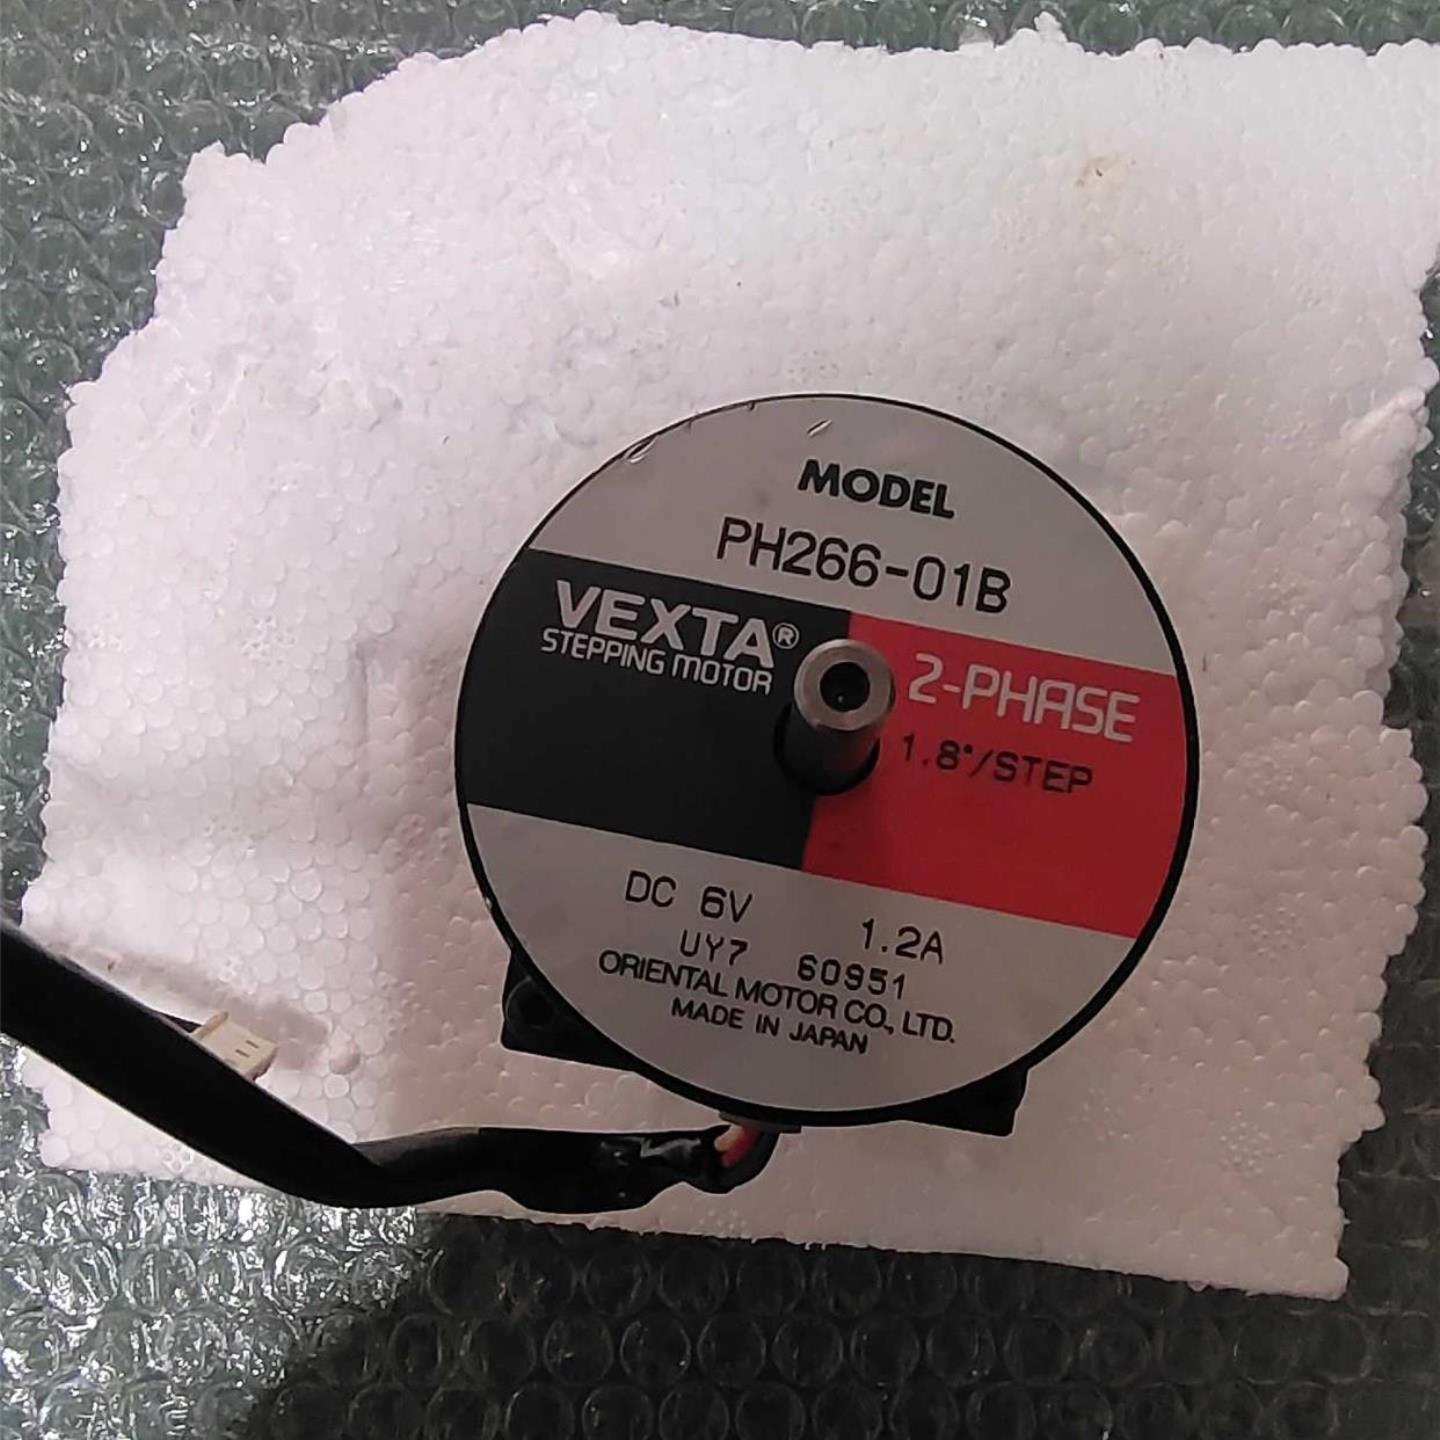 MODEL
PH266-01B
VEXTA®
STEPPING MOTOR
2-PHASE
1.8°/STEP
DC 6V 1.2A
UY7 60951
ORIENTAL MOTOR CO., LTD.
MADE IN JAPAN